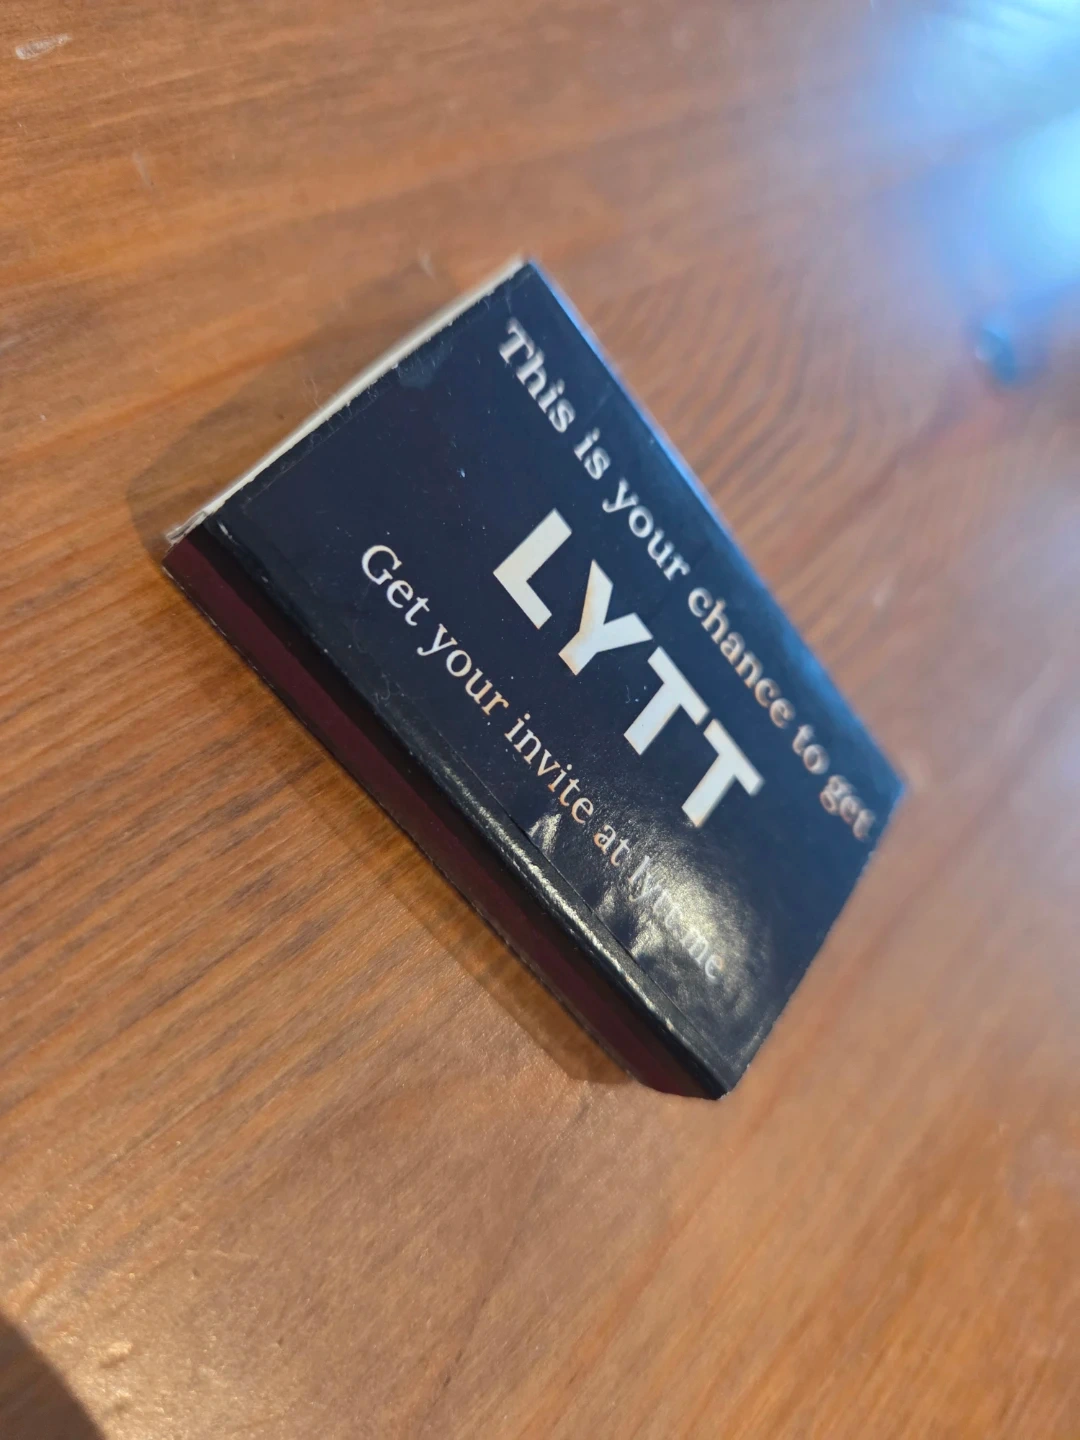 This is your chance to get
LYTT
Get your invite at lytt.me